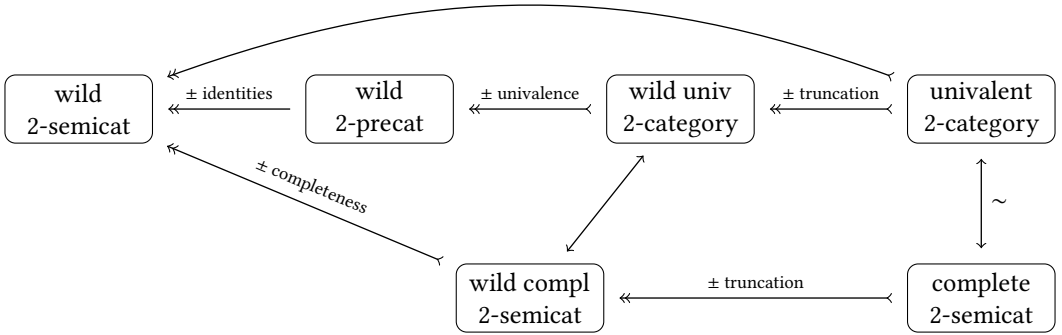 wild
2-semicat
± identities
wild
2-precat
± univalence
wild univ
2-category
± truncation
univalent
2-category
± completeness
∼
wild compl
2-semicat
± truncation
complete
2-semicat